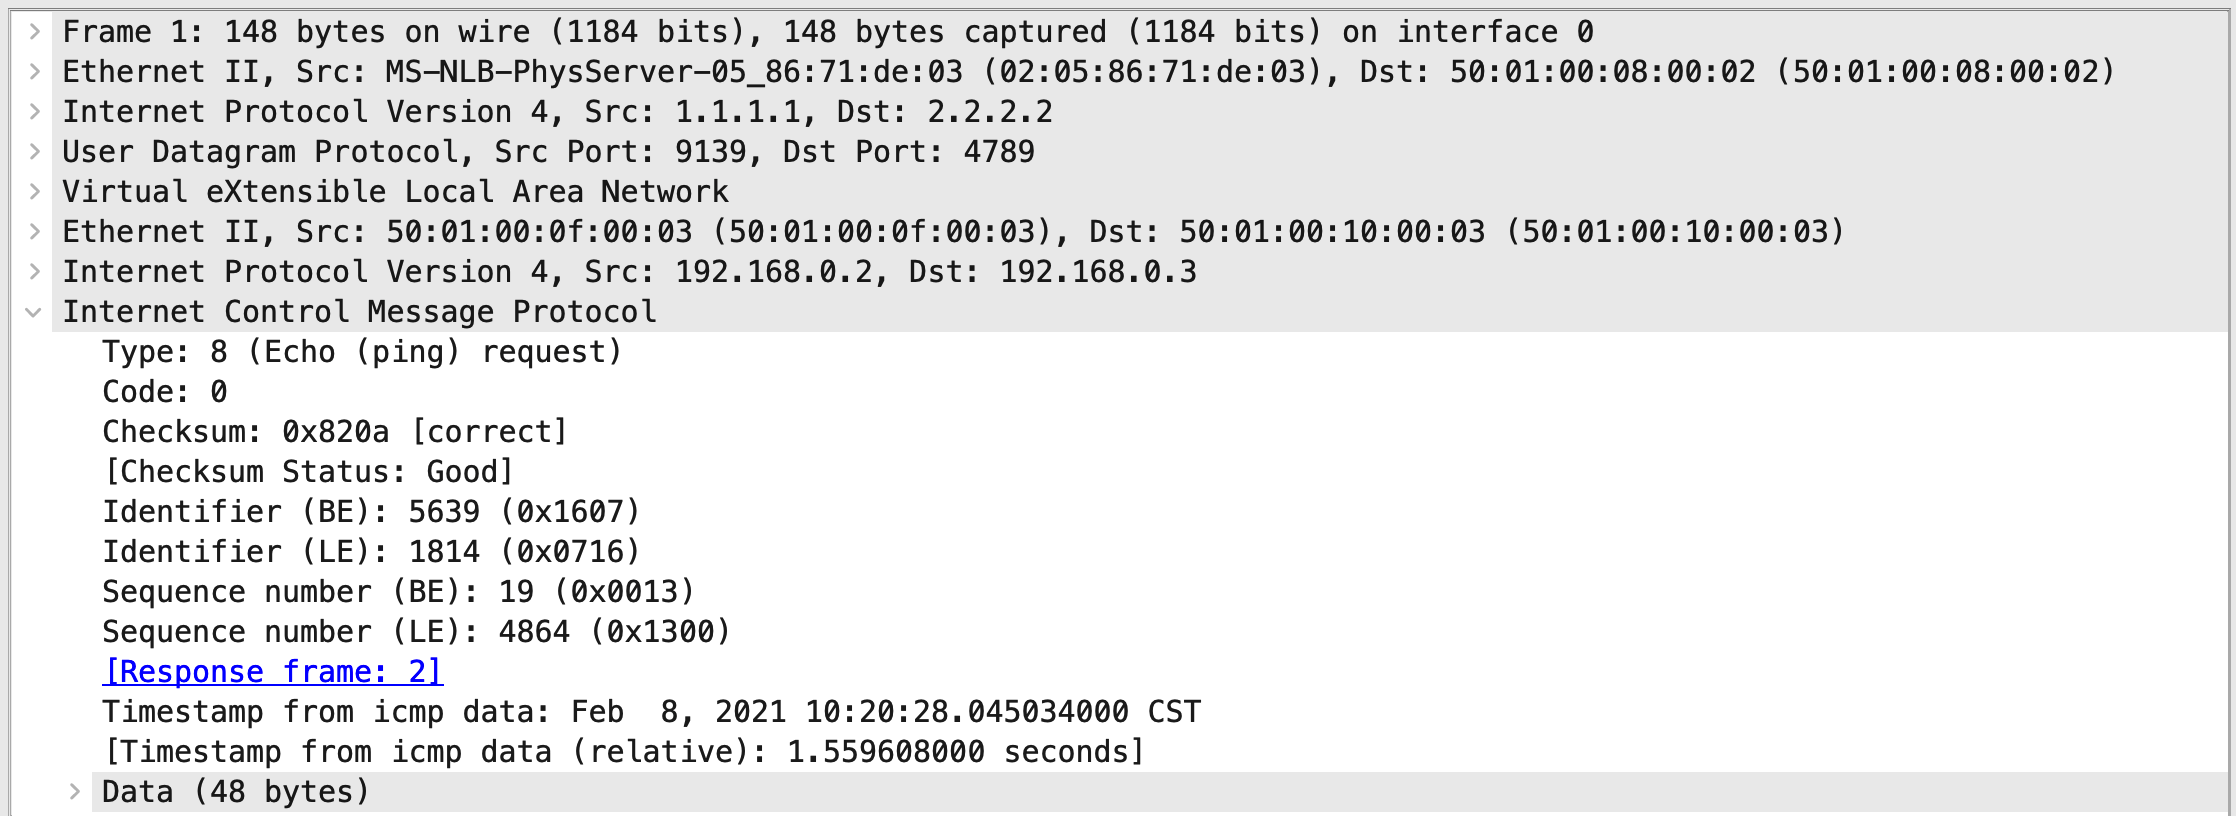 Frame 1: 148 bytes on wire (1184 bits), 148 bytes captured (1184 bits) on interface 0
Ethernet II, Src: MS-NLB-PhysServer-05_86:71:de:03 (02:05:86:71:de:03), Dst: 50:01:00:08:00:02 (50:01:00:08:00:02)
Internet Protocol Version 4, Src: 1.1.1.1, Dst: 2.2.2.2
User Datagram Protocol, Src Port: 9139, Dst Port: 4789
Virtual eXtensible Local Area Network
Ethernet II, Src: 50:01:00:0f:00:03 (50:01:00:0f:00:03), Dst: 50:01:00:10:00:03 (50:01:00:10:00:03)
Internet Protocol Version 4, Src: 192.168.0.2, Dst: 192.168.0.3
Internet Control Message Protocol
Type: 8 (Echo (ping) request)
Code: 0
Checksum: 0x820a [correct]
[Checksum Status: Good]
Identifier (BE): 5639 (0x1607)
Identifier (LE): 1814 (0x0716)
Sequence number (BE): 19 (0x0013)
Sequence number (LE): 4864 (0x1300)
[Response frame: 2]
Timestamp from icmp data: Feb  8, 2021 10:20:28.045034000 CST
[Timestamp from icmp data (relative): 1.559608000 seconds]
Data (48 bytes)